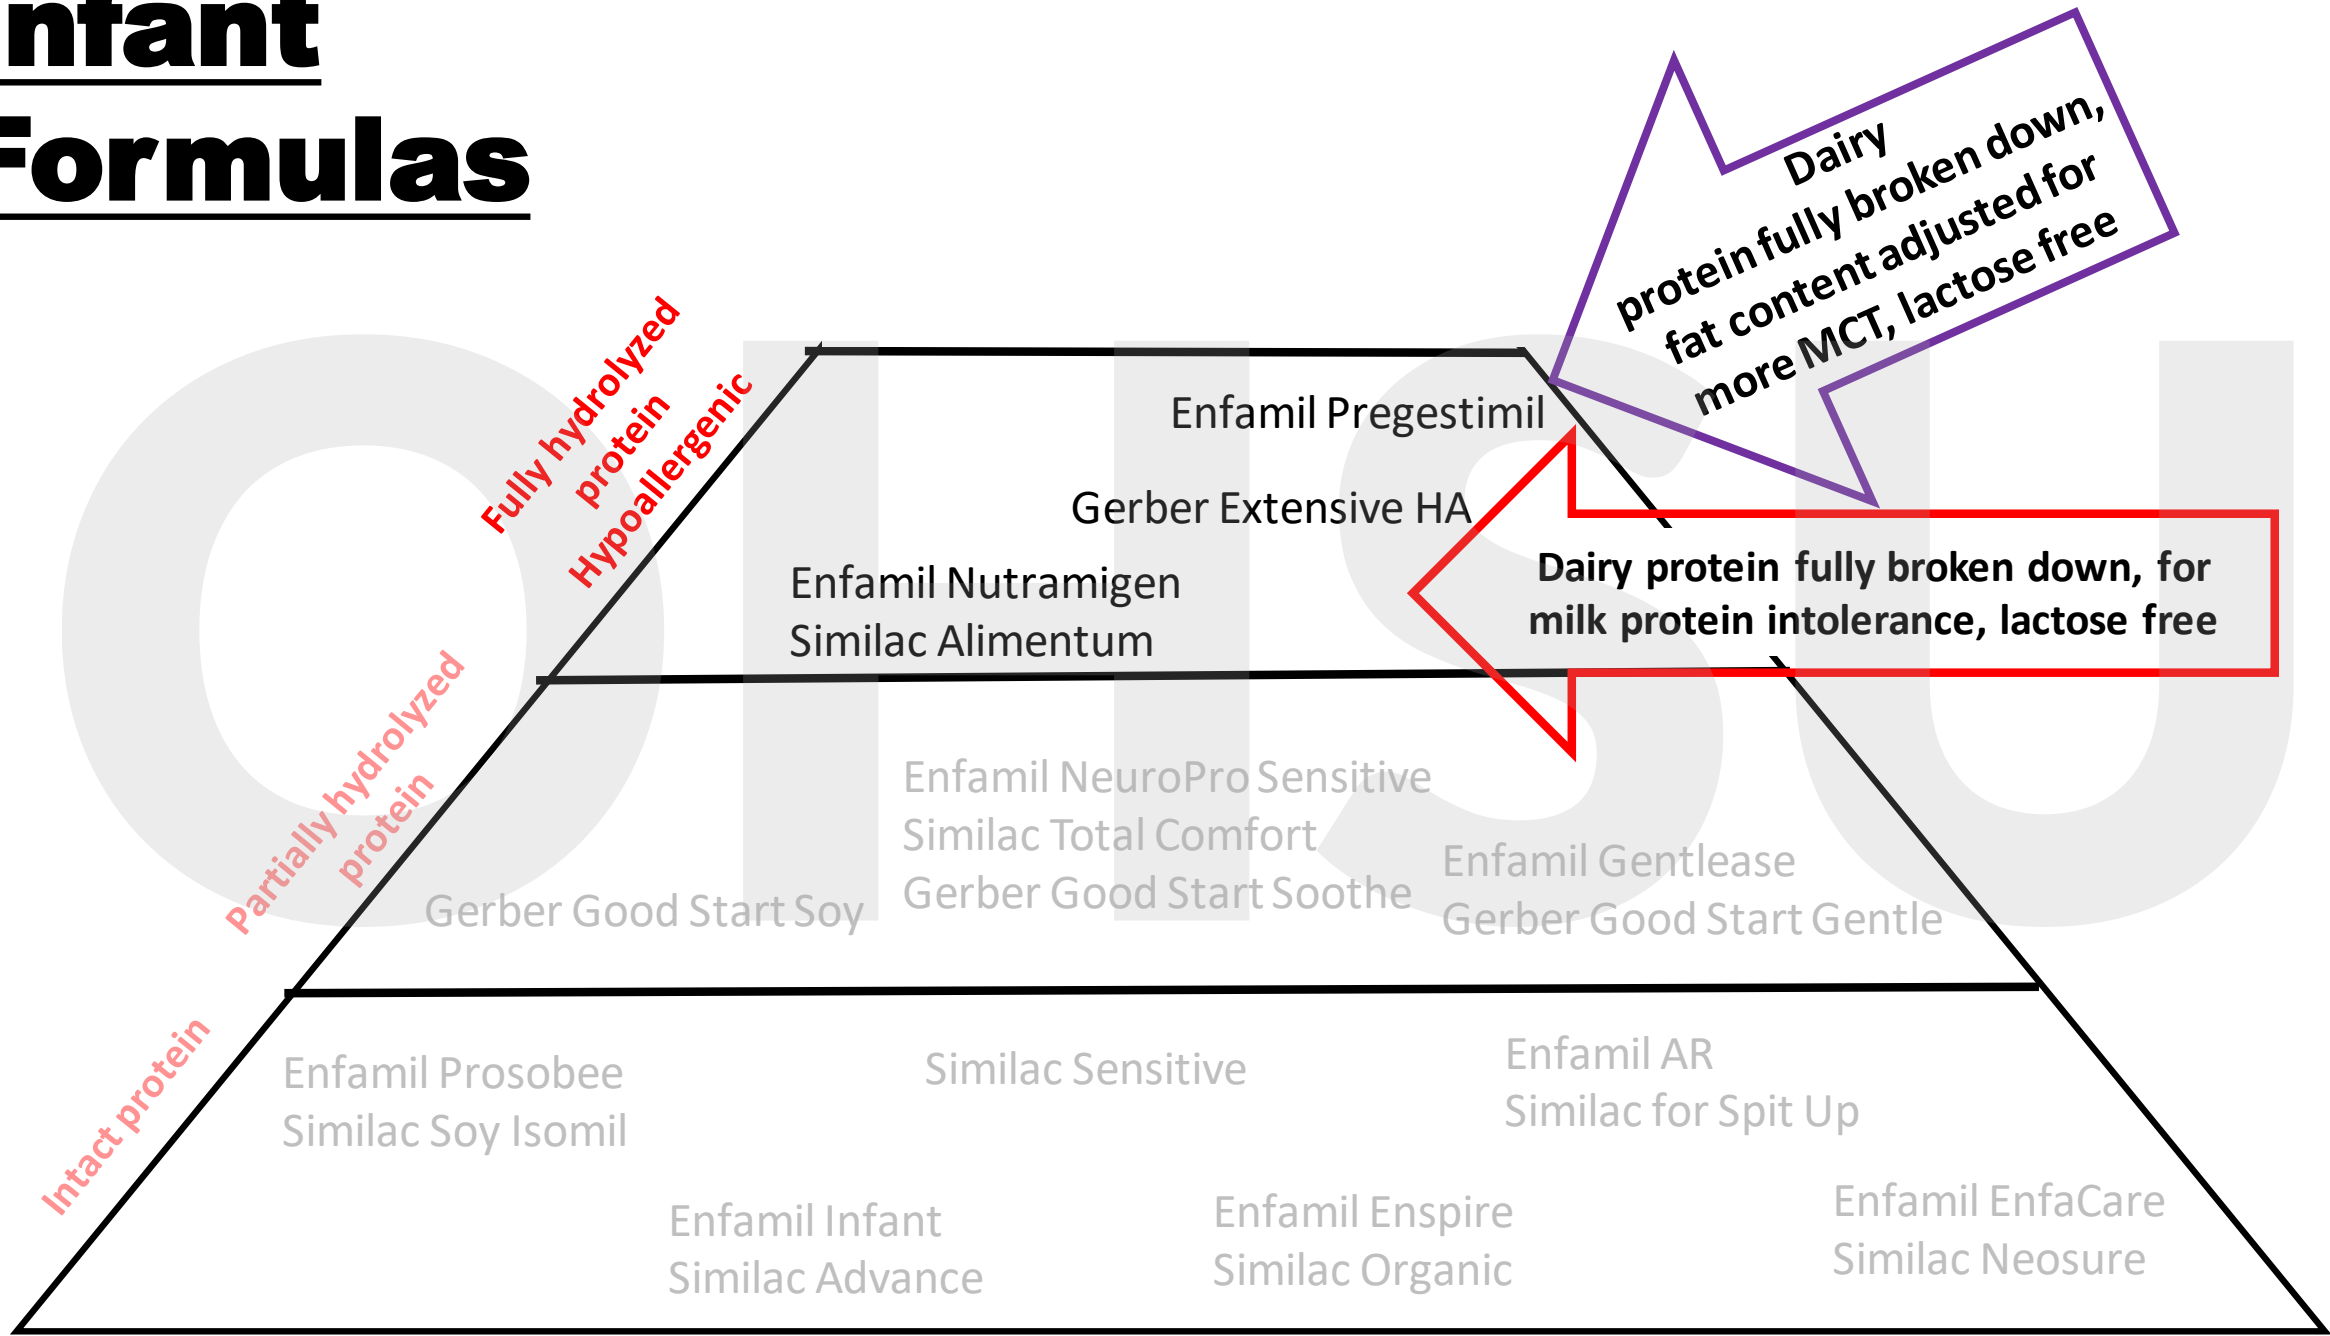 nfant
Formulas
Dairy
protein fully broken down,
fat content adjusted for
more MCT, lactose free
Fully hydrolyzed
protein
Hypoallergenic
Enfamil Pregestimil
Gerber Extensive HA
Enfamil Nutramigen
Similac Alimentum
Dairy protein fully broken down, for
milk protein intolerance, lactose free
Partially hydrolyzed
protein
Enfamil NeuroPro Sensitive
Similac Total Comfort
Gerber Good Start Soothe
Gerber Good Start Soy
Enfamil Gentlease
Gerber Good Start Gentle
Intact protein
Enfamil Prosobee
Similac Soy Isomil
Similac Sensitive
Enfamil AR
Similac for Spit Up
Enfamil Infant
Similac Advance
Enfamil Enspire
Similac Organic
Enfamil EnfaCare
Similac Neosure